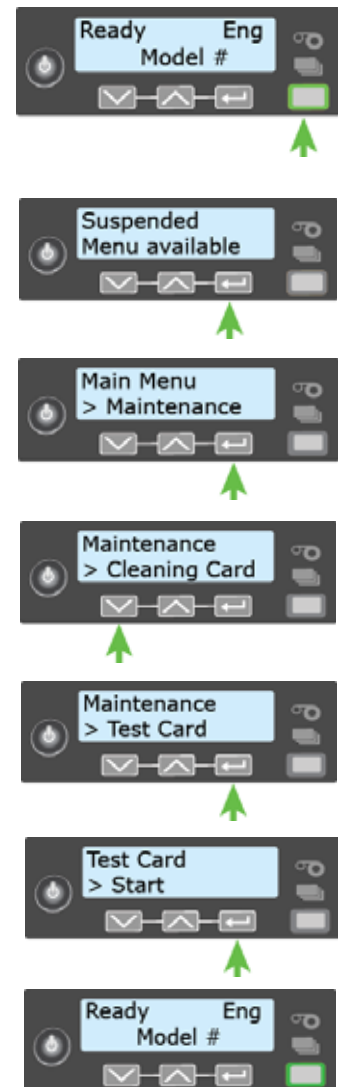 Ready Eng
Model #
Suspended
Menu available
Main Menu
> Maintenance
Maintenance
> Cleaning Card
Maintenance
> Test Card
Test Card
> Start
Ready Eng
Model #